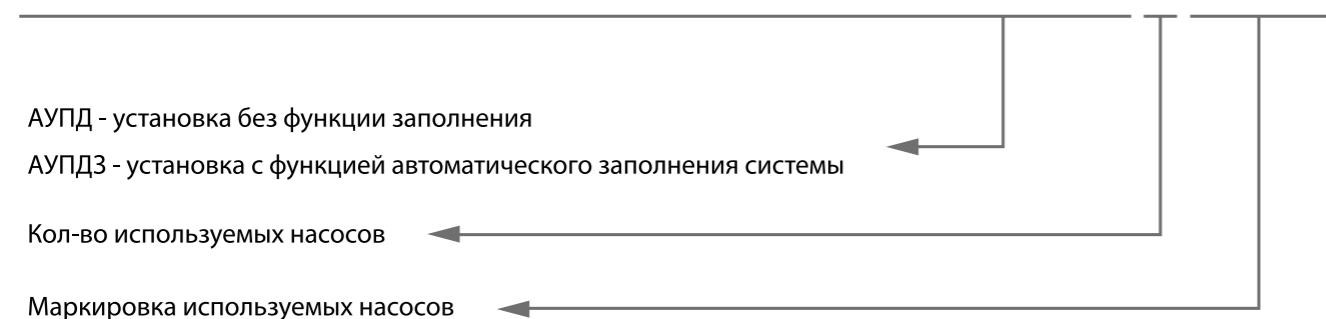 АУПД - установка без функции заполнения
АУПДЗ - установка с функцией автоматического заполнения системы
Кол-во используемых насосов
Маркировка используемых насосов